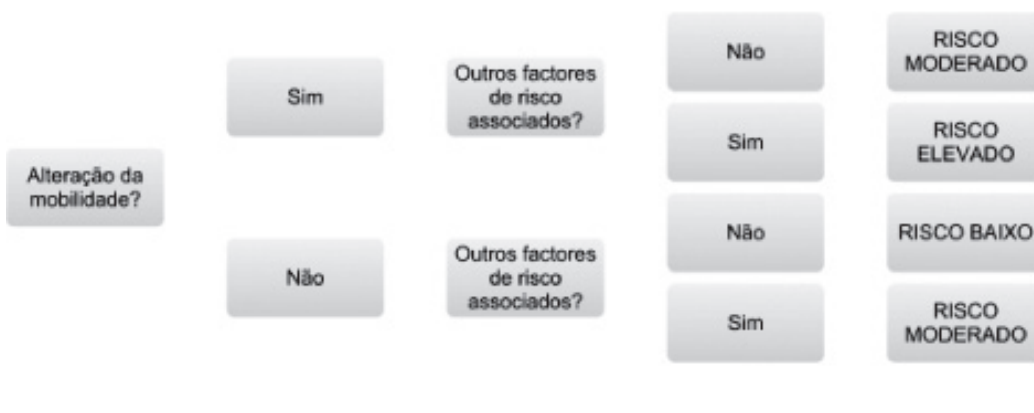 Alteração da
mobilidade?
Sim
Outros factores
de risco
associados?
Não
RISCO
MODERADO
Sim
RISCO
ELEVADO
Não
Outros factores
de risco
associados?
Não
RISCO BAIXO
Sim
RISCO
MODERADO